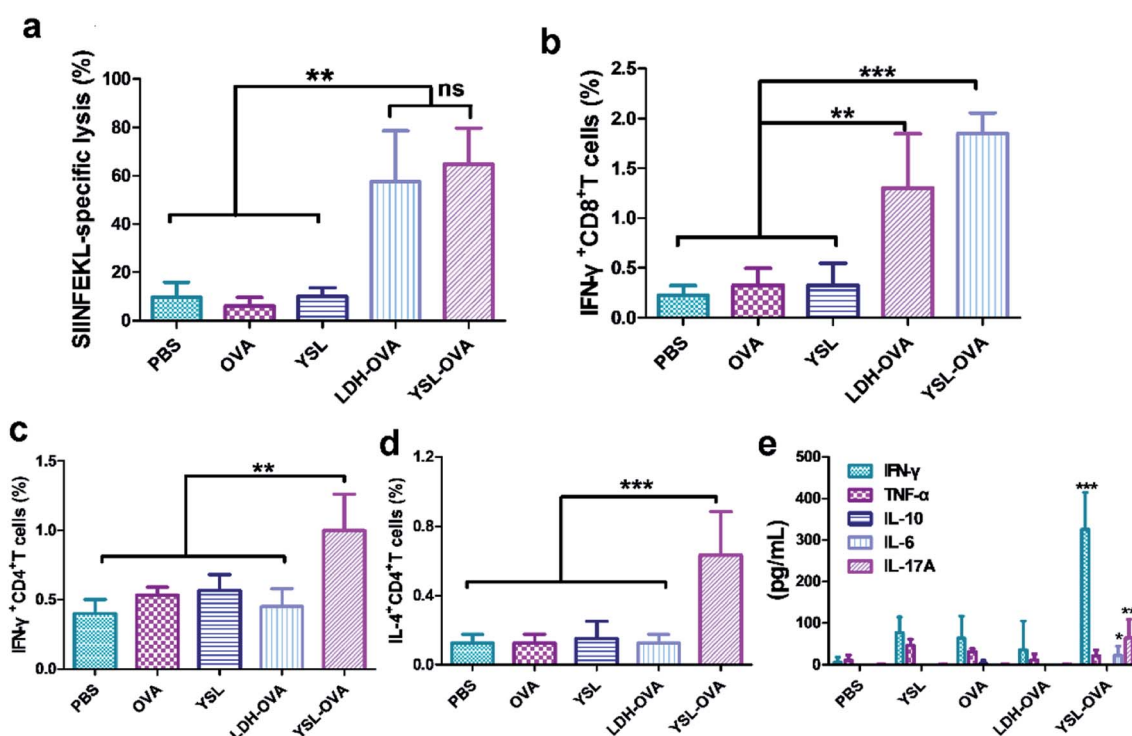 a
SIINFEKL-specific lysis (%)
100
80
60
40
20
0
**
ns
PBS
OVA
YSL
LDH-OVA
YSL-OVA
b
IFN-γ +CD8+T cells (%)
2.5
2.0
1.5
1.0
0.5
0.0
***
**
PBS
OVA
YSL
LDH-OVA
YSL-OVA
c
IFN-γ +CD4+T cells (%)
1.5
1.0
0.5
0.0
**
PBS
OVA
YSL
LDH-OVA
YSL-OVA
d
IL-4+CD4+T cells (%)
1.2
0.8
0.4
0.0
***
PBS
OVA
YSL
LDH-OVA
YSL-OVA
e
(pg/mL)
500
400
300
200
100
0
IFN-γ
TNF-α
IL-10
IL-6
IL-17A
***
*
**
PBS
YSL
OVA
LDH-OVA
YSL-OVA